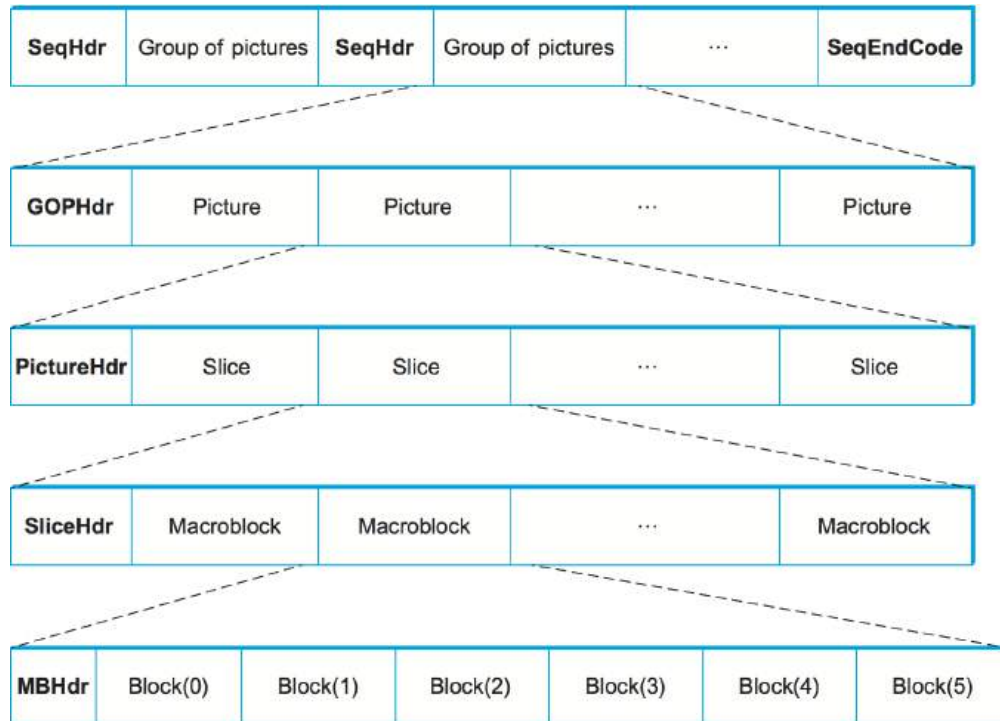 SeqHdr Group of pictures SeqHdr Group of pictures ... SeqEndCode
GOPHdr Picture Picture ... Picture
PictureHdr Slice Slice ... Slice
SliceHdr Macroblock Macroblock ... Macroblock
MBHdr Block(0) Block(1) Block(2) Block(3) Block(4) Block(5)